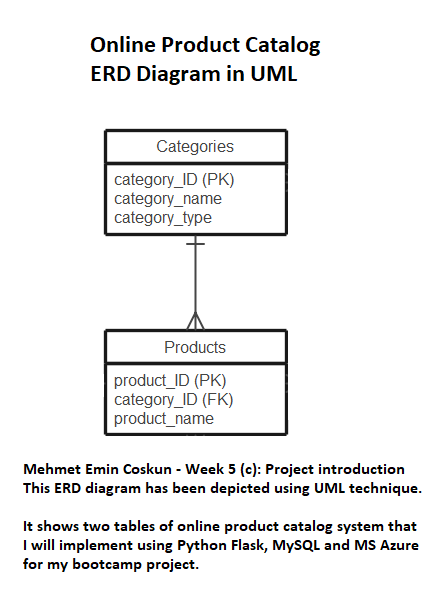 Online Product Catalog
ERD Diagram in UML
Categories
category_ID (PK)
category_name
category_type
Products
product_ID (PK)
category_ID (FK)
product_name
Mehmet Emin Coskun - Week 5 (c): Project introduction
This ERD diagram has been depicted using UML technique.
It shows two tables of online product catalog system that
I will implement using Python Flask, MySQL and MS Azure
for my bootcamp project.